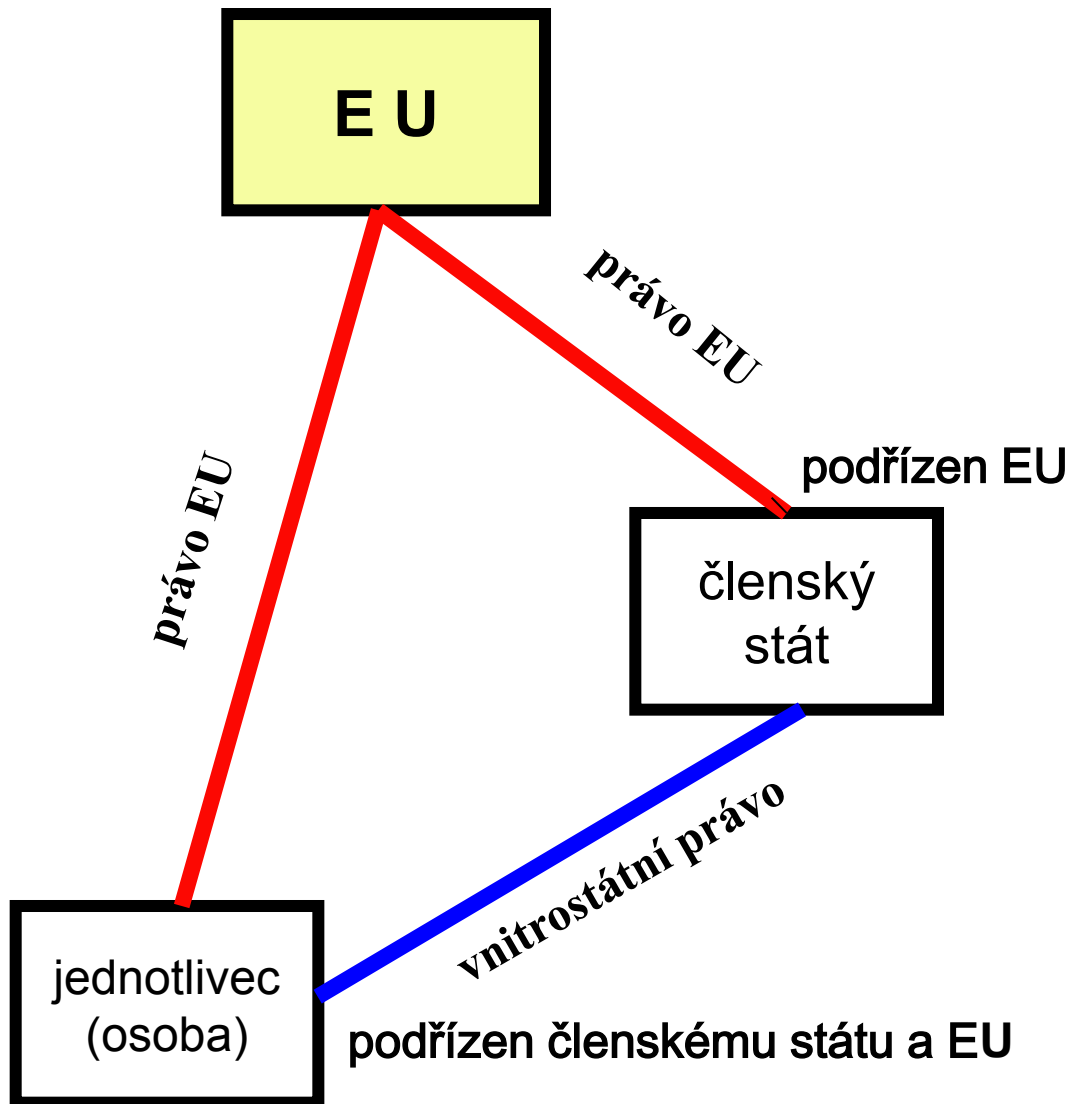 E U
právo EU
podřízen EU
právo EU
členský
stát
vnitrostátní právo
jednotlivec
(osoba)
podřízen členskému státu a EU